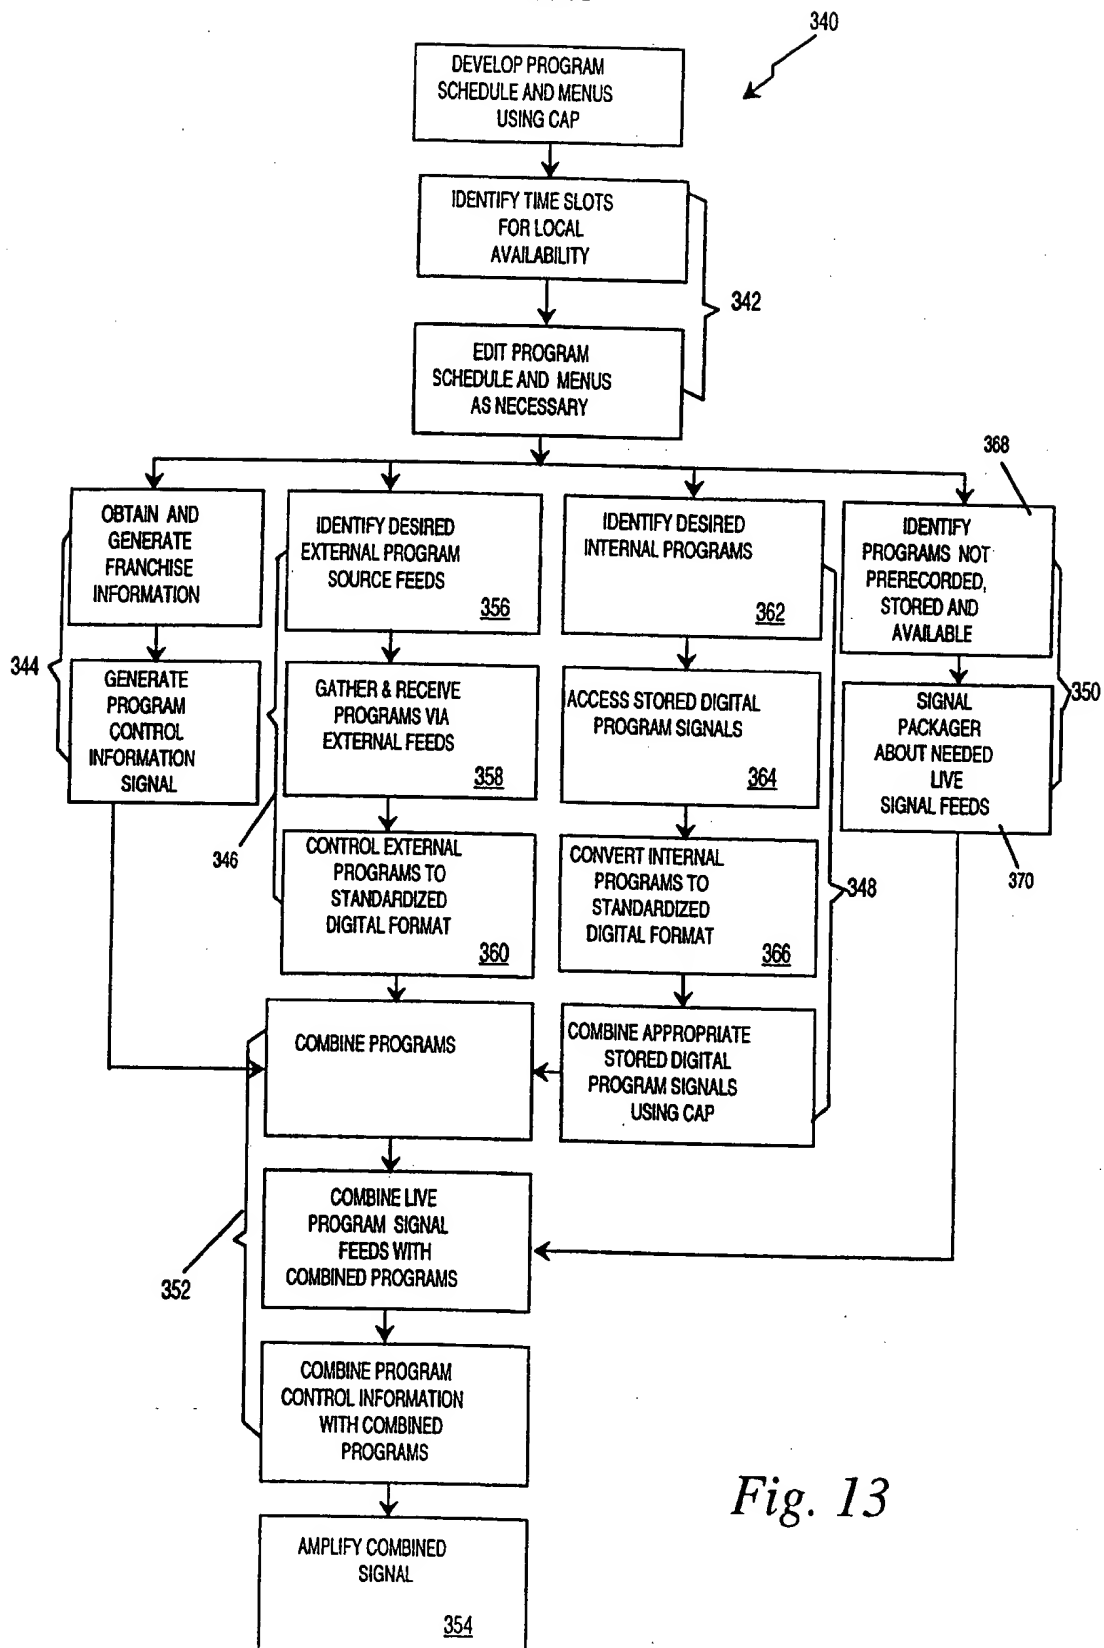 340
DEVELOP PROGRAM
SCHEDULE AND MENUS
USING CAP
IDENTIFY TIME SLOTS
FOR LOCAL
AVAILABILITY
342
EDIT PROGRAM
SCHEDULE AND MENUS
AS NECESSARY
368
OBTAIN AND
GENERATE
FRANCHISE
INFORMATION
IDENTIFY DESIRED
EXTERNAL PROGRAM
SOURCE FEEDS
356
IDENTIFY DESIRED
INTERNAL PROGRAMS
362
IDENTIFY
PROGRAMS NOT
PRERECORDED,
STORED AND
AVAILABLE
344
350
GENERATE
PROGRAM
CONTROL
INFORMATION
SIGNAL
GATHER & RECEIVE
PROGRAMS VIA
EXTERNAL FEEDS
358
ACCESS STORED DIGITAL
PROGRAM SIGNALS
364
SIGNAL
PACKAGER
ABOUT NEEDED
LIVE
SIGNAL FEEDS
346
CONTROL EXTERNAL
PROGRAMS TO
STANDARDIZED
DIGITAL FORMAT
360
CONVERT INTERNAL
PROGRAMS TO
STANDARDIZED
DIGITAL FORMAT
366
348
370
COMBINE PROGRAMS
COMBINE APPROPRIATE
STORED DIGITAL
PROGRAM SIGNALS
USING CAP
COMBINE LIVE
PROGRAM SIGNAL
FEEDS WITH
COMBINED PROGRAMS
352
COMBINE PROGRAM
CONTROL INFORMATION
WITH COMBINED
PROGRAMS
Fig. 13
AMPLIFY COMBINED
SIGNAL
354